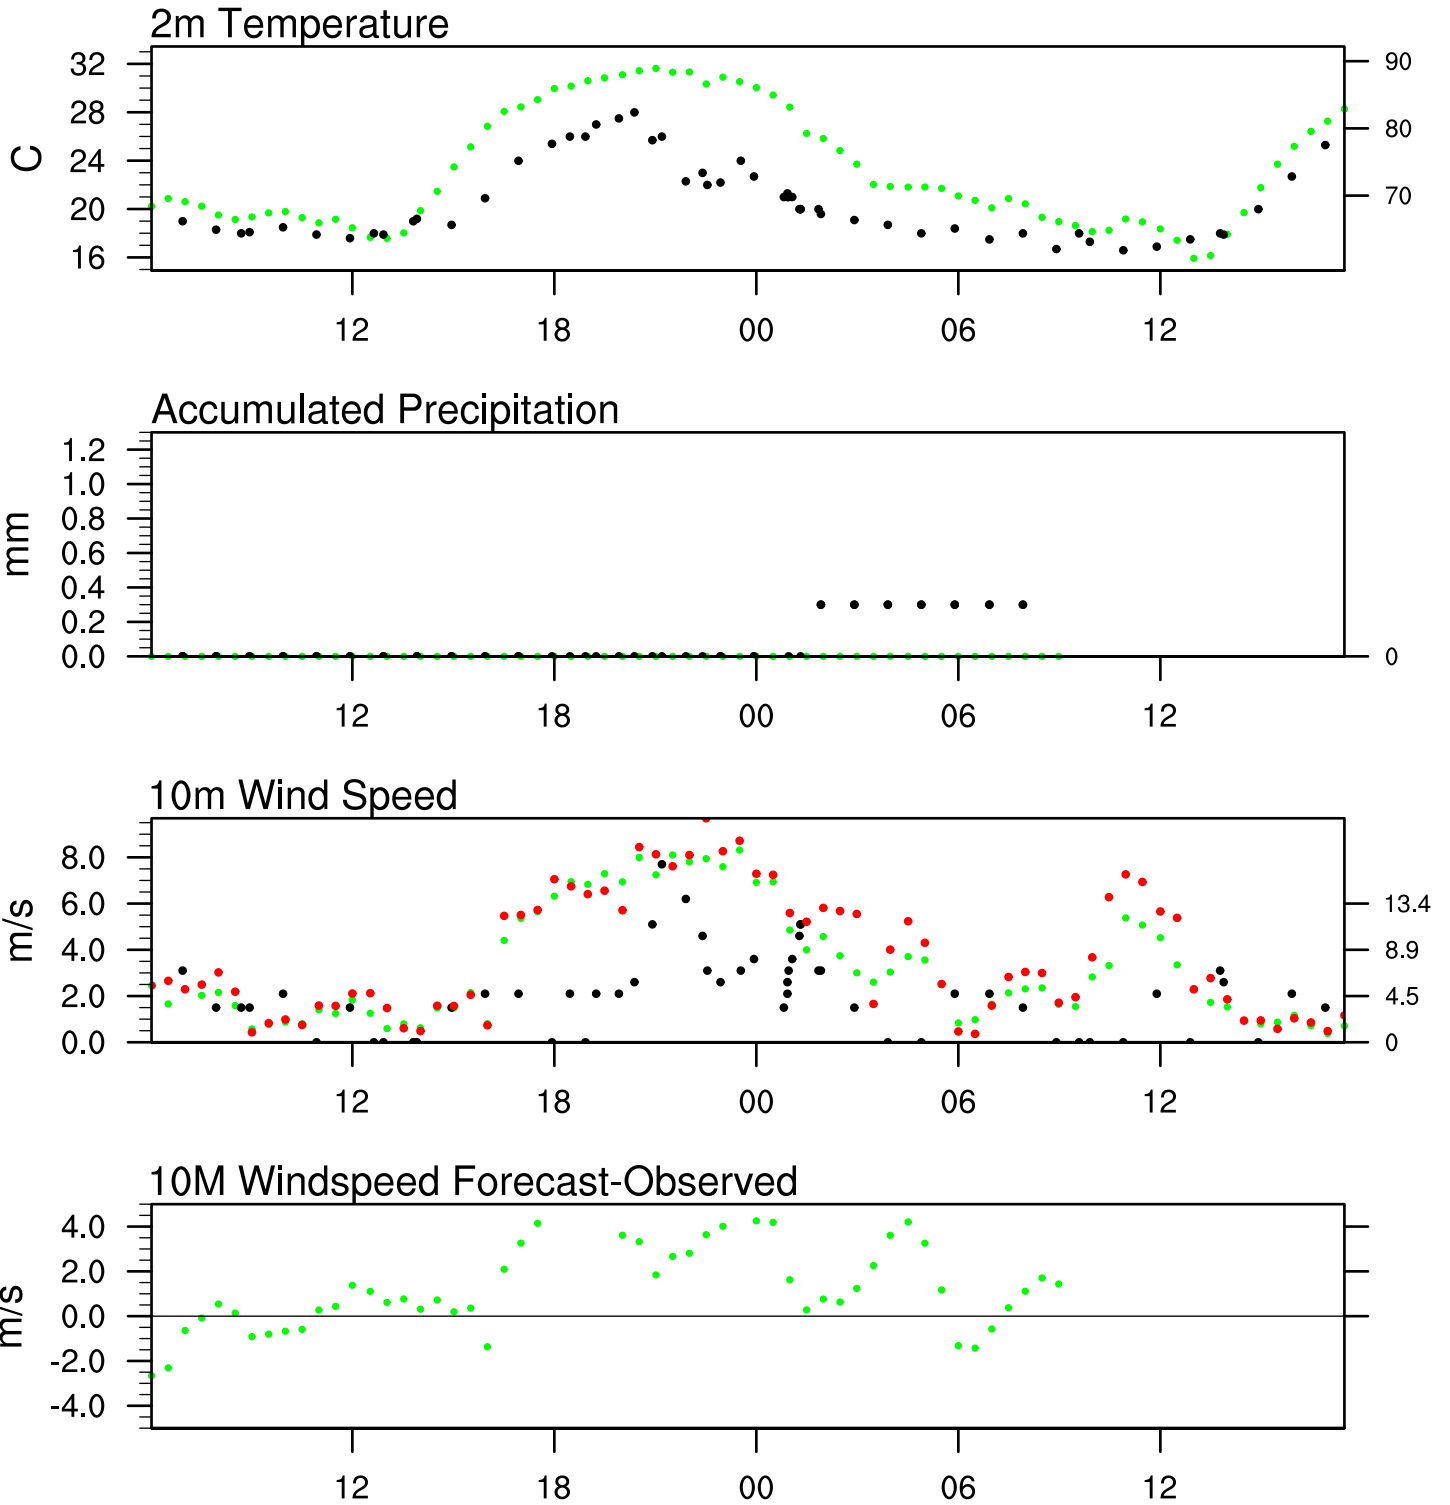 2m Temperature
32
28
24
20
16
C
90
80
70
12 18 00 06 12
Accumulated Precipitation
1.2
1.0
0.8
0.6
0.4
0.2
0.0
mm
0
12 18 00 06 12
10m Wind Speed
8.0
6.0
4.0
2.0
0.0
m/s
13.4
8.9
4.5
0
12 18 00 06 12
10M Windspeed Forecast-Observed
4.0
2.0
0.0
-2.0
-4.0
m/s
12 18 00 06 12